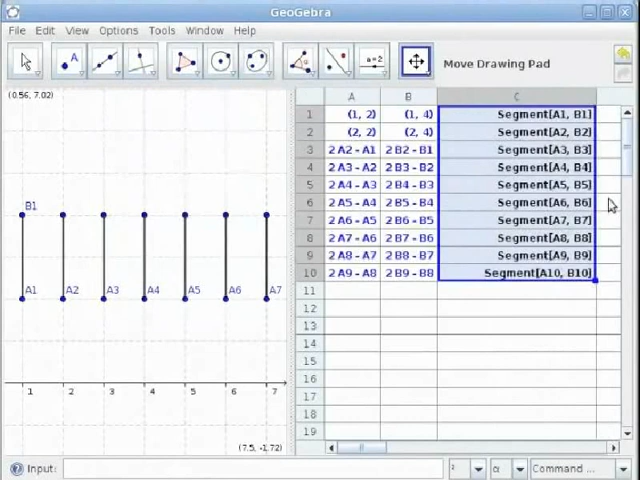 GeoGebra
File Edit View Options Tools Window Help
A a=2 Move Drawing Pad
(0.56, 7.02)
B1
A1 A2 A3 A4 A5 A6 A7
1 2 3 4 5 6 7
(7.5, -1.72)
A B C
1 (1, 2) (1, 4) Segment[A1, B1]
2 (2, 2) (2, 4) Segment[A2, B2]
3 2 A2 - A1 2 B2 - B1 Segment[A3, B3]
4 2 A3 - A2 2 B3 - B2 Segment[A4, B4]
5 2 A4 - A3 2 B4 - B3 Segment[A5, B5]
6 2 A5 - A4 2 B5 - B4 Segment[A6, B6]
7 2 A6 - A5 2 B6 - B5 Segment[A7, B7]
8 2 A7 - A6 2 B7 - B6 Segment[A8, B8]
9 2 A8 - A7 2 B8 - B7 Segment[A9, B9]
10 2 A9 - A8 2 B9 - B8 Segment[A10, B10]
11
12
13
14
15
16
17
18
19
Input: ² α Command ...